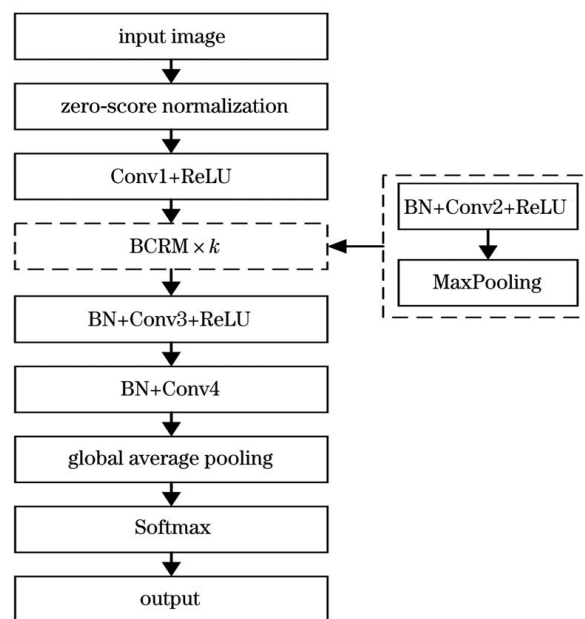 input image
zero-score normalization
Conv1+ReLU
BCRM × k
BN+Conv3+ReLU
BN+Conv4
global average pooling
Softmax
output
BN+Conv2+ReLU
MaxPooling